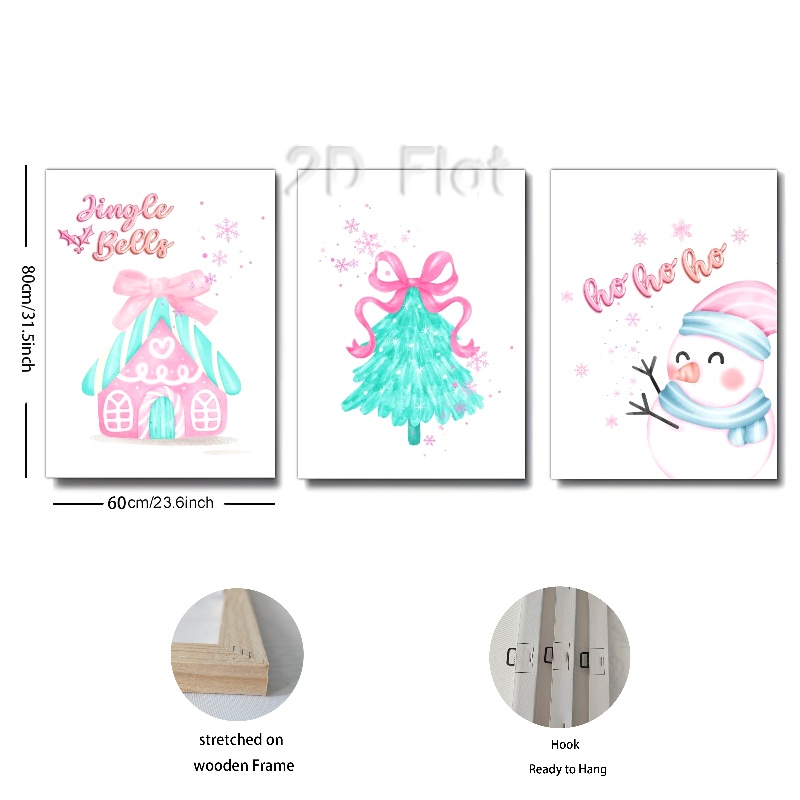 2D Flat
Jingle
Bells
ho ho ho
80cm/31.5inch
60cm/23.6inch
stretched on
wooden Frame
Hook
Ready to Hang